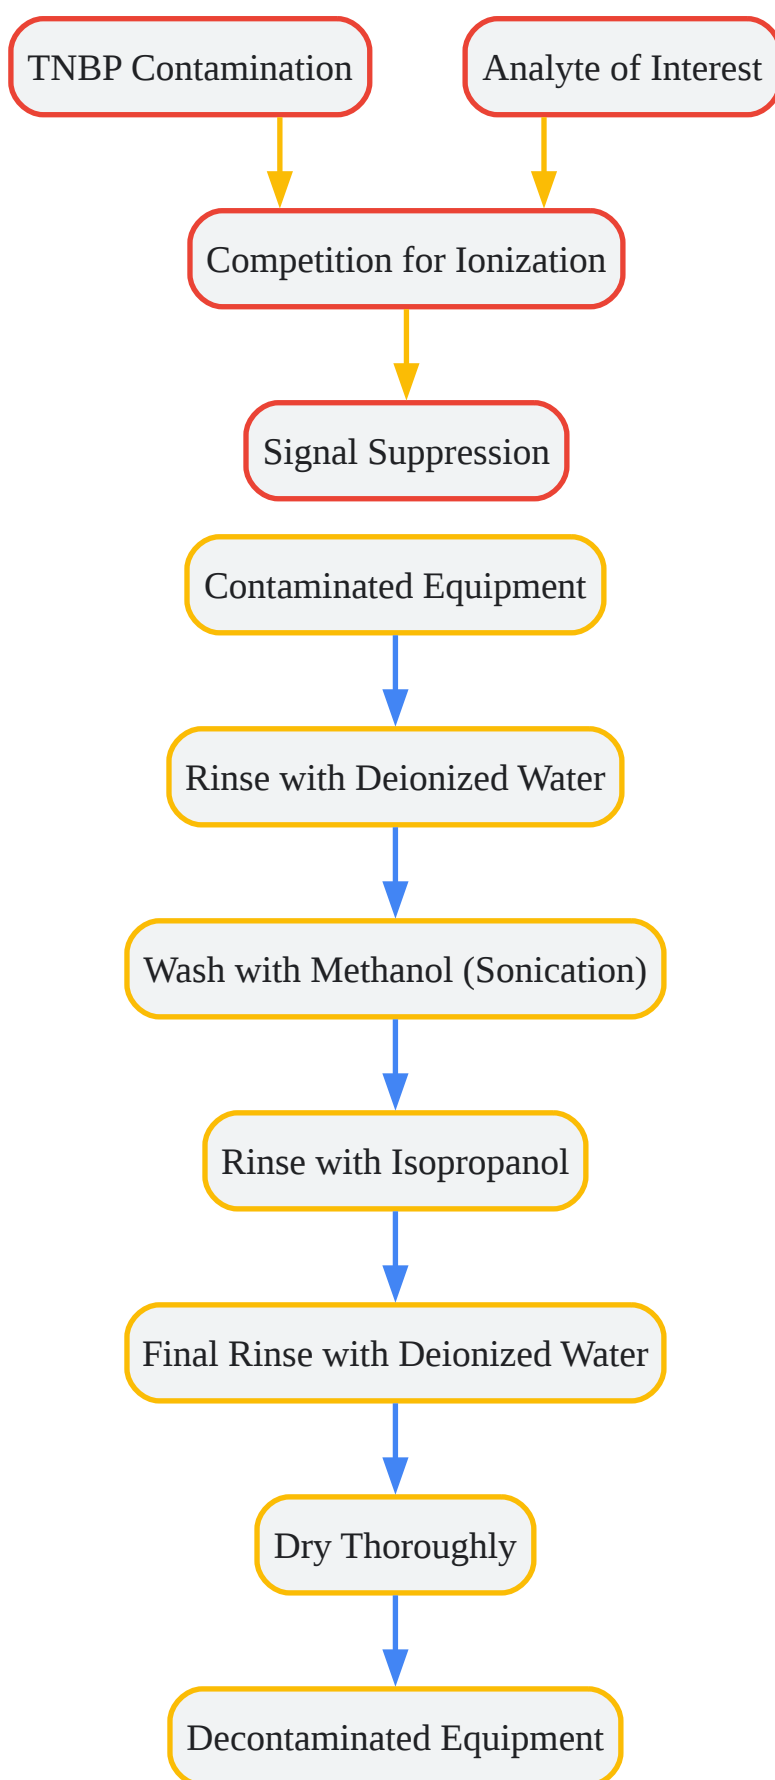 TNBP Contamination
Analyte of Interest
Competition for Ionization
Signal Suppression
Contaminated Equipment
Rinse with Deionized Water
Wash with Methanol (Sonication)
Rinse with Isopropanol
Final Rinse with Deionized Water
Dry Thoroughly
Decontaminated Equipment